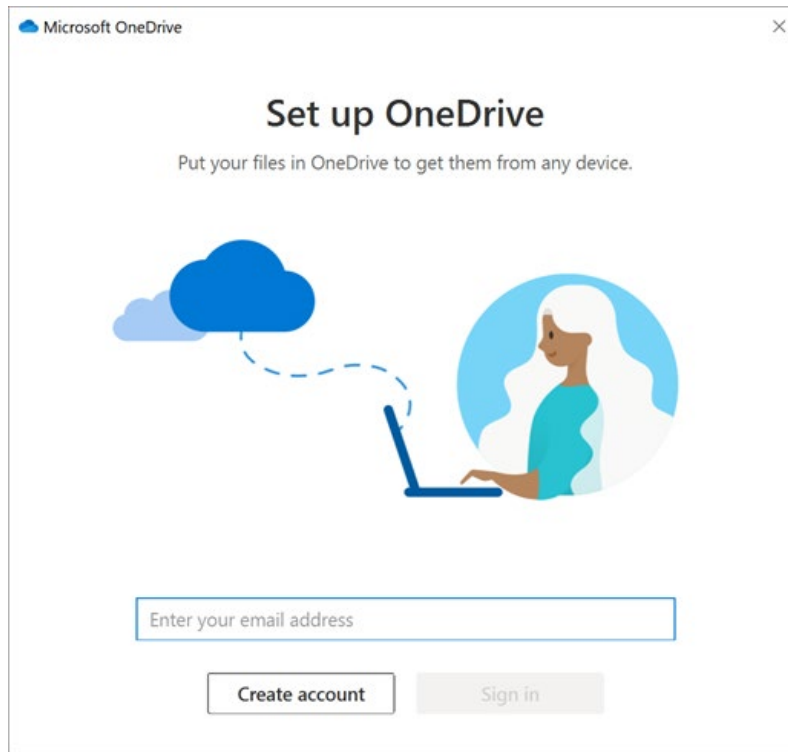 Microsoft OneDrive
Set up OneDrive
Put your files in OneDrive to get them from any device.
Enter your email address
Create account
Sign in